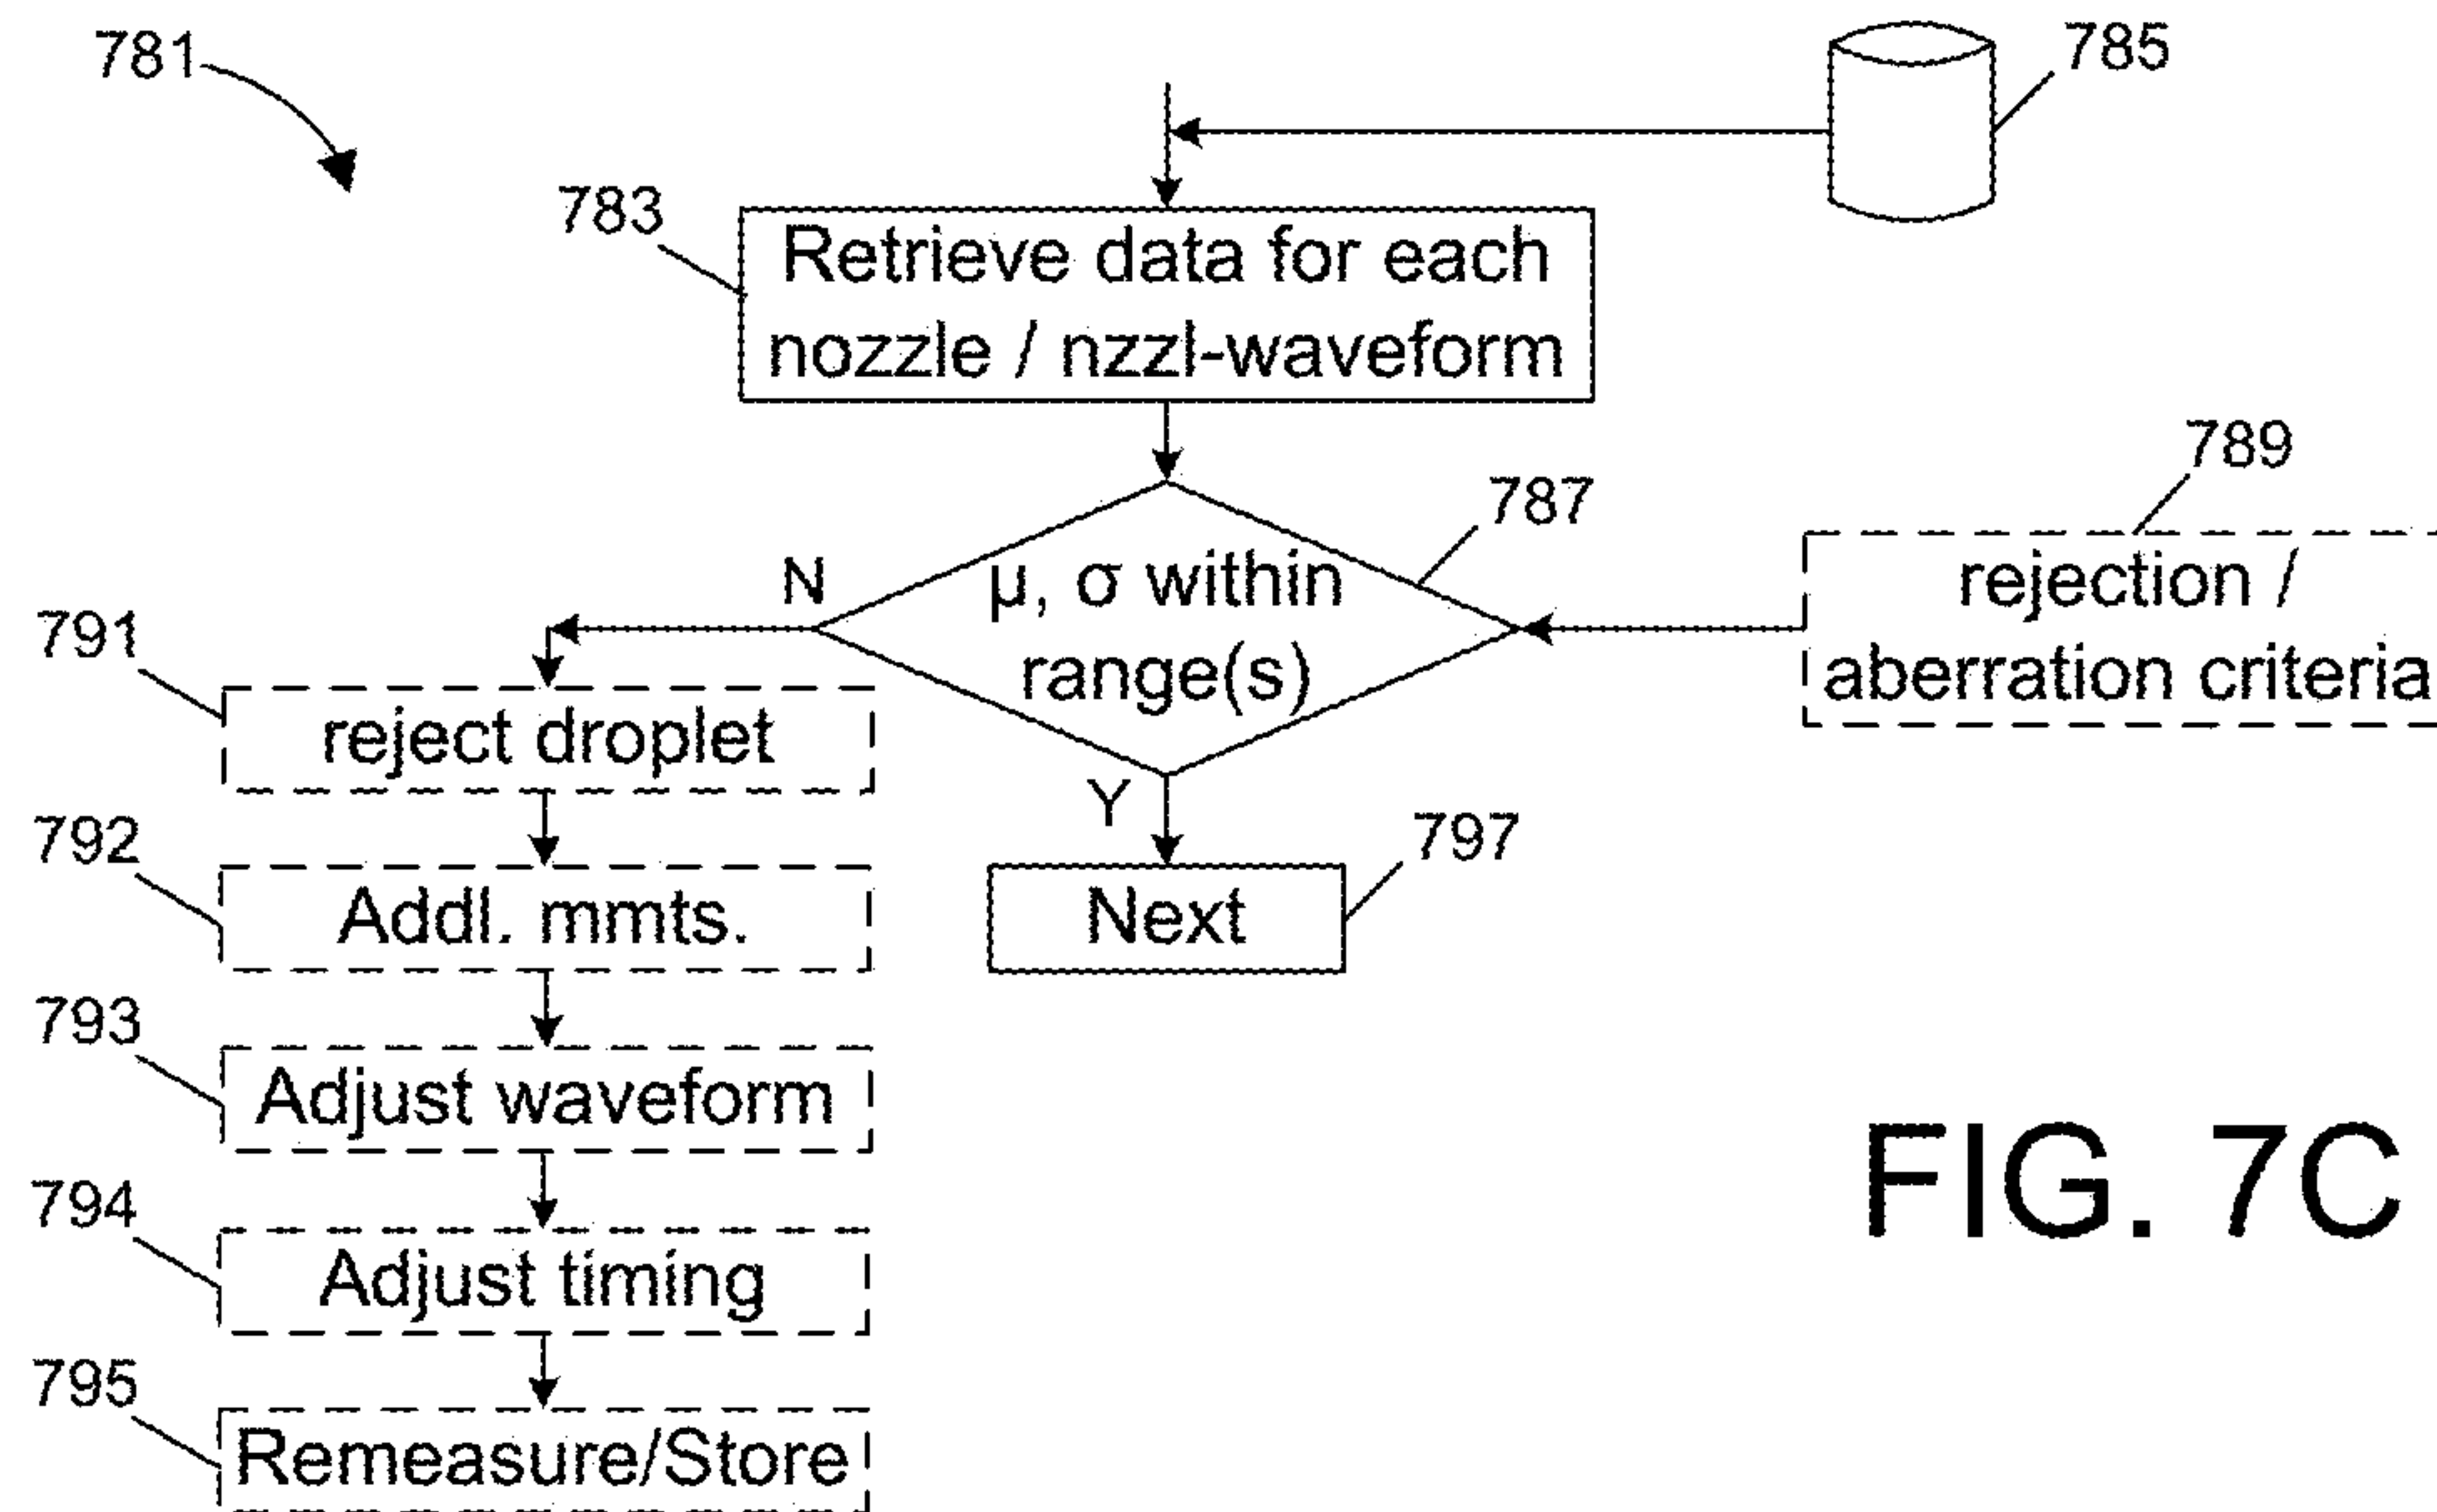 781
785
783
Retrieve data for each
nozzle / nzzl-waveform
789
787
N
μ, σ within
range(s)
rejection /
aberration criteria
791
reject droplet
Y
792
Addl. mmts.
797
Next
793
Adjust waveform
794
Adjust timing
795
Remeasure/Store
FIG. 7C